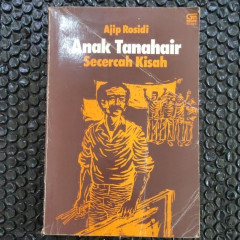 Ajip Rosidi
Anak Tanahair
Secercah Kisah